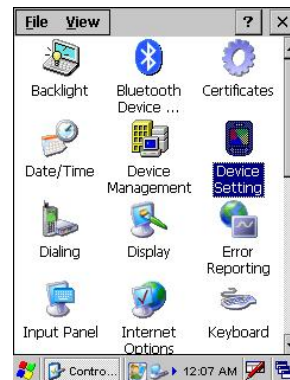 File View ? ×
Backlight
Bluetooth
Device ...
Certificates
Date/Time
Device
Management
Device
Setting
Dialing
Display
Error
Reporting
Input Panel
Internet
Options
Keyboard
Contro... 12:07 AM